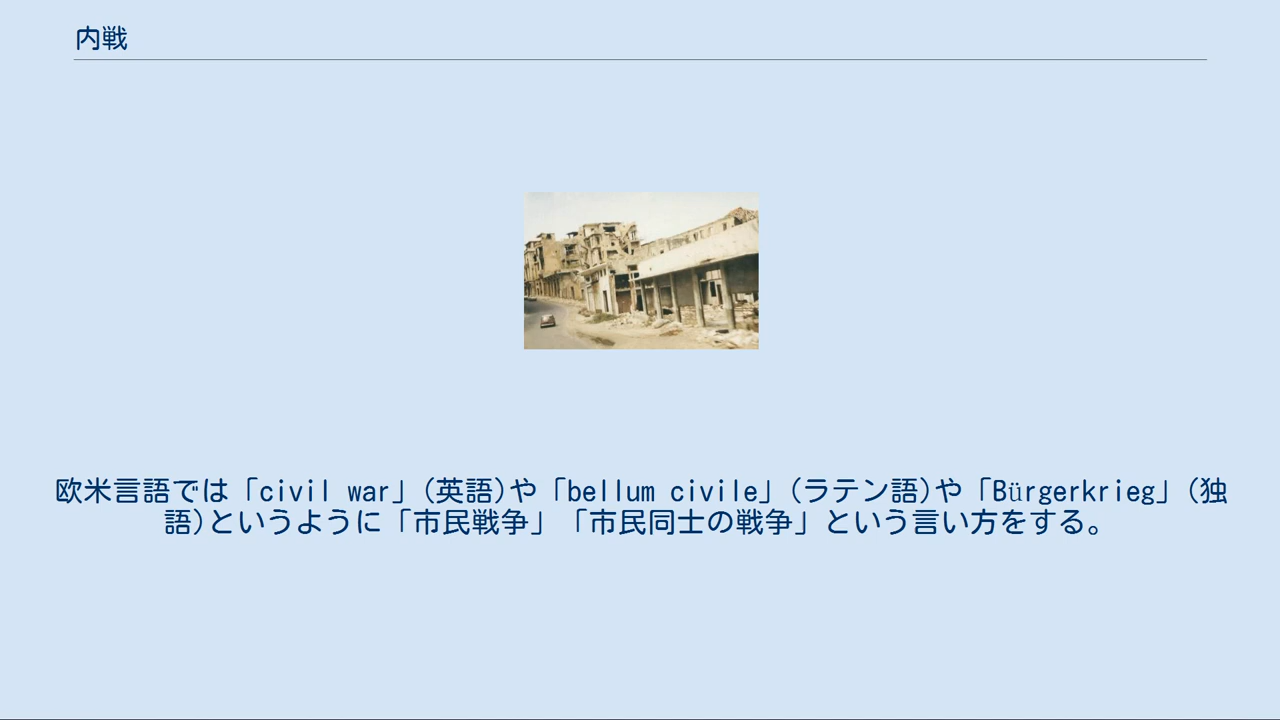 内戦
欧米言語では「civil war」(英語)や「bellum civile」(ラテン語)や「Bürgerkrieg」(独
語)というように「市民戦争」「市民同士の戦争」という言い方をする。